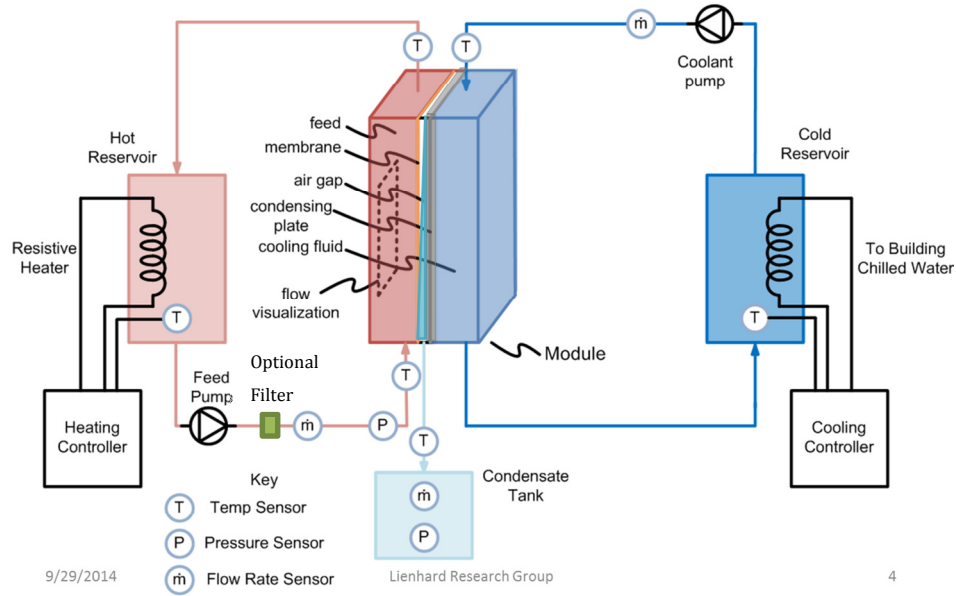 T
T
ṁ
Coolant
pump
Hot
Reservoir
feed
membrane
air gap
condensing
plate
cooling fluid
flow
visualization
Cold
Reservoir
Resistive
Heater
To Building
Chilled Water
T
T
Module
Optional
Filter
Feed
Pump
ṁ
P
T
T
Heating
Controller
Cooling
Controller
Condensate
Tank
ṁ
P
Key
T Temp Sensor
P Pressure Sensor
ṁ Flow Rate Sensor
9/29/2014
Lienhard Research Group
4